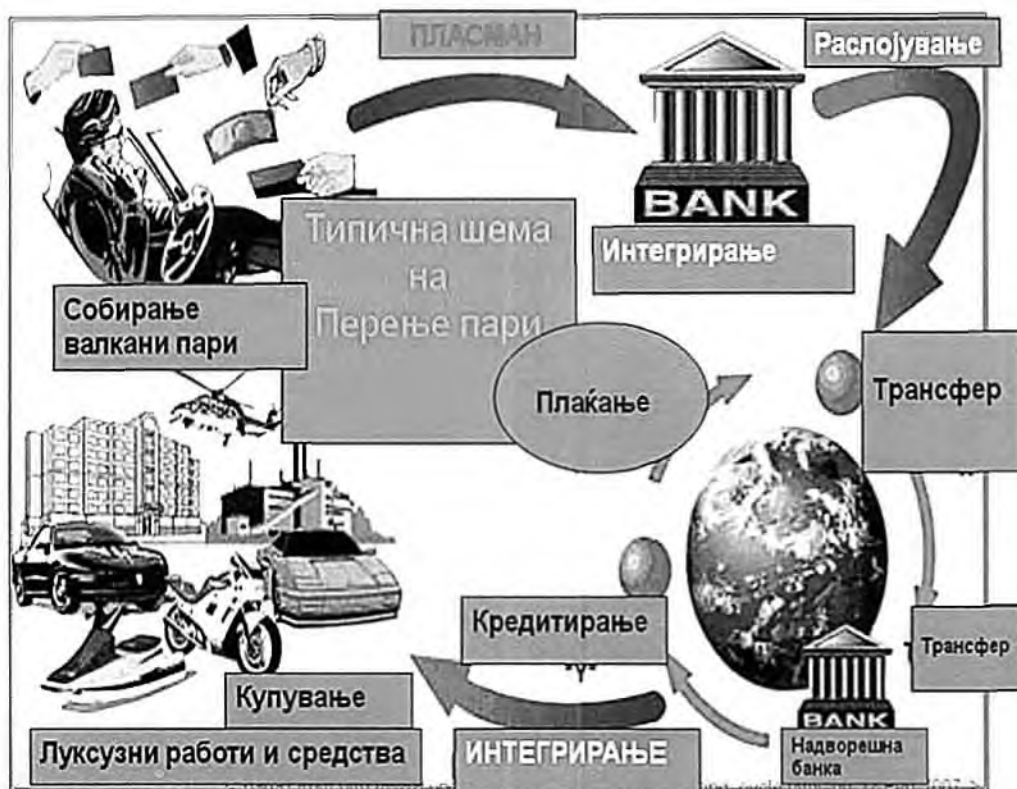 ПЛАСМАН
Раслојување
BANK
Интегрирање
Типична шема
на
Перење пари
Собирање
валкани пари
Плаќање
Трансфер
Кредитирање
Трансфер
BANK
Купување
Луксузни работи и средства
ИНТЕГРИРАЊЕ
Надворешна
банка